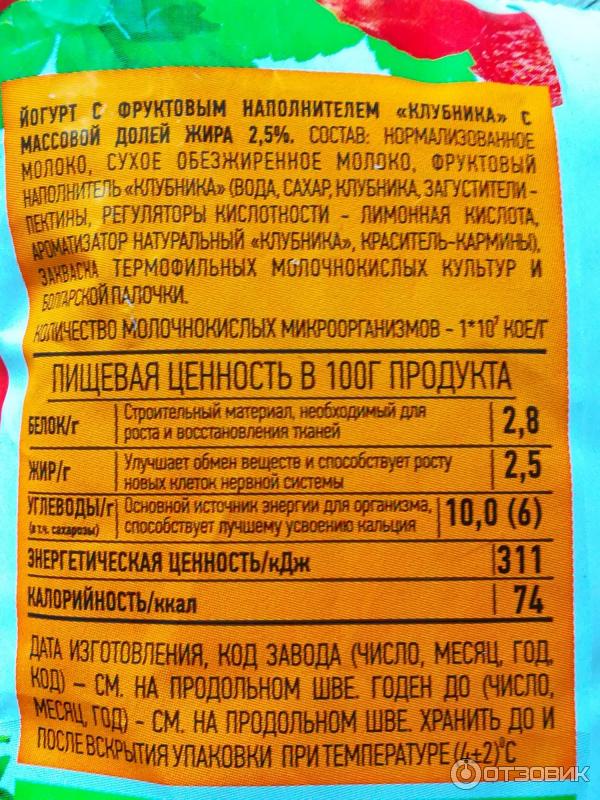 ЙОГУРТ С ФРУКТОВЫМ НАПОЛНИТЕЛЕМ «КЛУБНИКА» С
МАССОВОЙ ДОЛЕЙ ЖИРА 2,5%. СОСТАВ: НОРМАЛИЗОВАННОЕ
МОЛОКО, СУХОЕ ОБЕЗЖИРЕННОЕ МОЛОКО, ФРУКТОВЫЙ
НАПОЛНИТЕЛЬ «КЛУБНИКА» (ВОДА, САХАР, КЛУБНИКА, ЗАГУСТИТЕЛИ -
ПЕКТИНЫ, РЕГУЛЯТОРЫ КИСЛОТНОСТИ - ЛИМОННАЯ КИСЛОТА,
АРОМАТИЗАТОР НАТУРАЛЬНЫЙ «КЛУБНИКА», КРАСИТЕЛЬ-КАРМИНЫ),
ЗАКВАСКА ТЕРМОФИЛЬНЫХ МОЛОЧНОКИСЛЫХ КУЛЬТУР И
БОЛГАРСКОЙ ПАЛОЧКИ.
КОЛИЧЕСТВО МОЛОЧНОКИСЛЫХ МИКРООРГАНИЗМОВ - 1*10⁷ КОЕ/Г
ПИЩЕВАЯ ЦЕННОСТЬ В 100Г ПРОДУКТА
БЕЛОК/г Строительный материал, необходимый для 2,8
роста и восстановления тканей
ЖИР/г Улучшает обмен веществ и способствует росту 2,5
новых клеток нервной системы
УГЛЕВОДЫ/г Основной источник энергии для организма, 10,0 (6)
(в т.ч. сахарозы) способствует лучшему усвоению кальция
ЭНЕРГЕТИЧЕСКАЯ ЦЕННОСТЬ/кДж 311
КАЛОРИЙНОСТЬ/ккал 74
ДАТА ИЗГОТОВЛЕНИЯ, КОД ЗАВОДА (ЧИСЛО, МЕСЯЦ, ГОД,
КОД) – СМ. НА ПРОДОЛЬНОМ ШВЕ. ГОДЕН ДО (ЧИСЛО,
МЕСЯЦ, ГОД) - СМ. НА ПРОДОЛЬНОМ ШВЕ. ХРАНИТЬ ДО И
ПОСЛЕ ВСКРЫТИЯ УПАКОВКИ ПРИ ТЕМПЕРАТУРЕ (4±2)°С
ОТЗОВИК